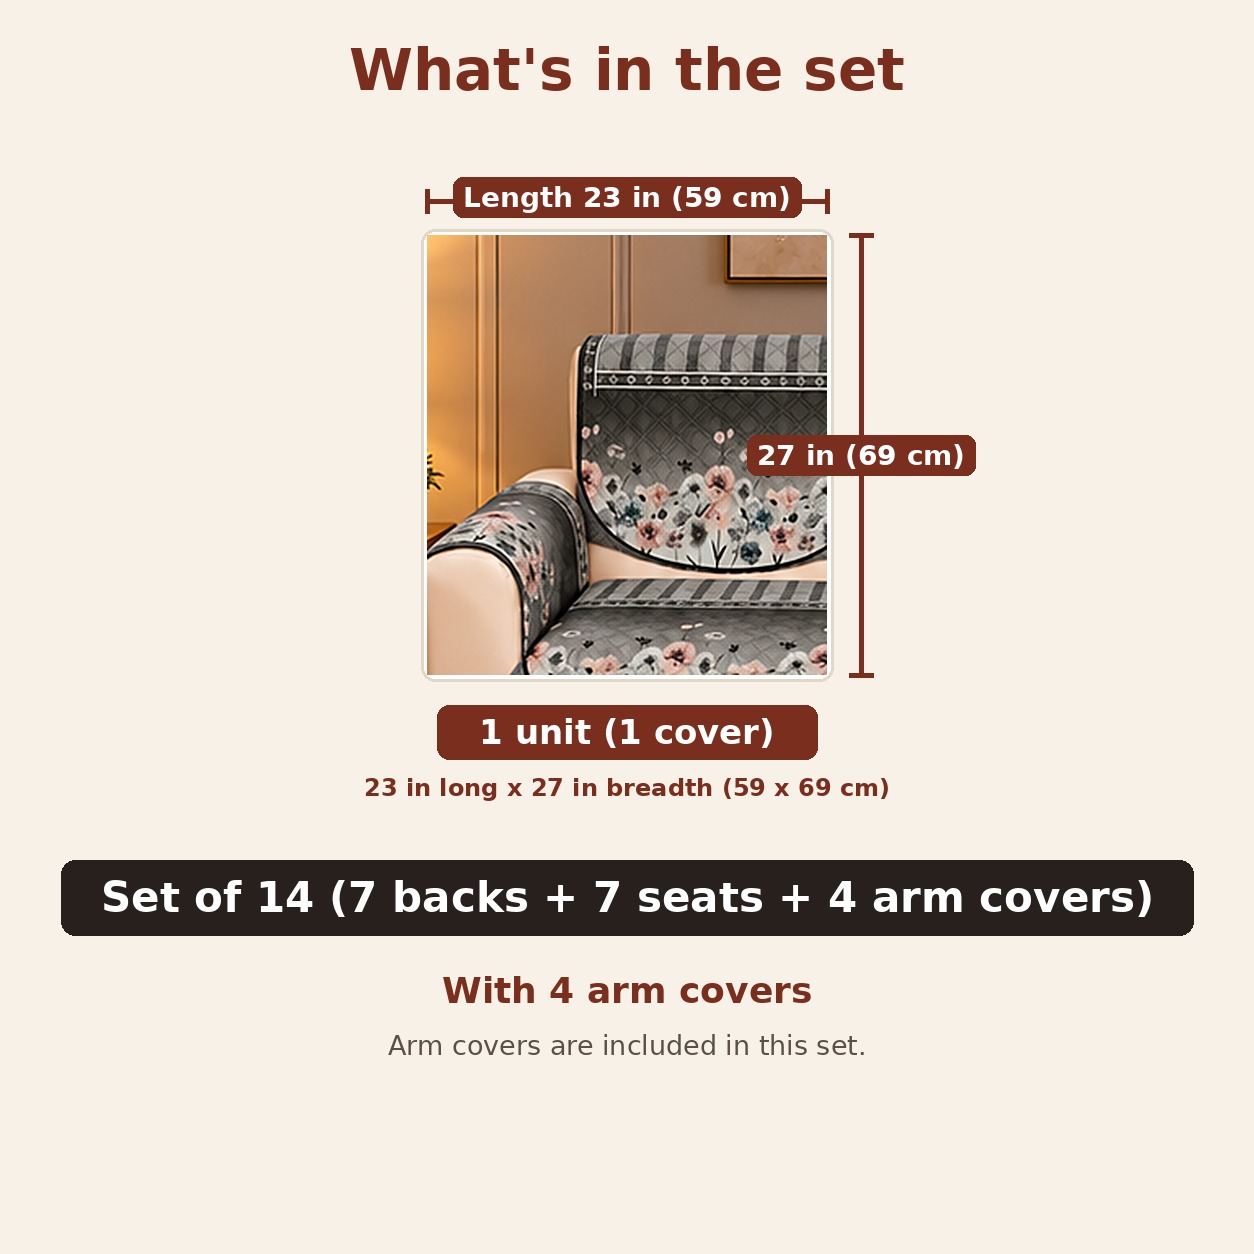 What's in the set
Length 23 in (59 cm)
27 in (69 cm)
1 unit (1 cover)
23 in long x 27 in breadth (59 x 69 cm)
Set of 14 (7 backs + 7 seats + 4 arm covers)
With 4 arm covers
Arm covers are included in this set.